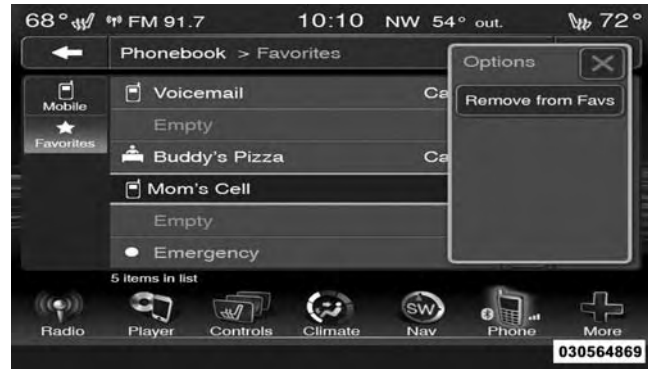 68° FM 91.7 10:10 NW 54° out. 72°
Phonebook > Favorites
Options
Mobile
Voicemail
Ca
Remove from Favs
Favorites
Empty
Buddy's Pizza
Ca
Mom's Cell
Empty
Emergency
5 items in list
SW
Radio Player Controls Climate Nav Phone More
030564869